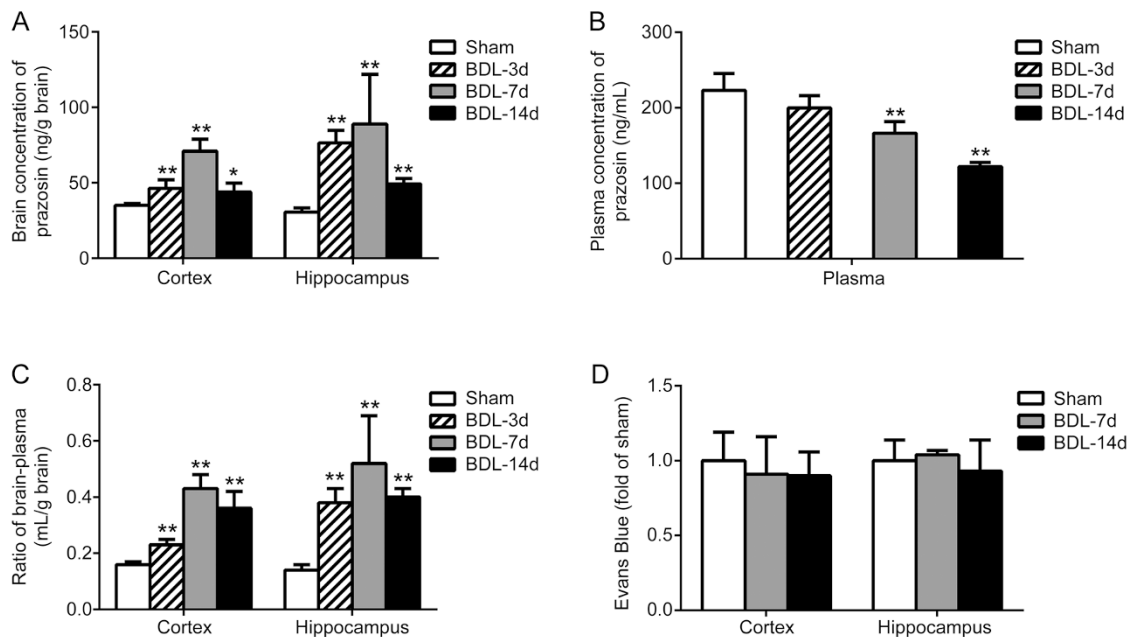 A
Brain concentration of
prazosin (ng/g brain)
150
100
50
0
**
*
**
**
**
**
Cortex
Hippocampus
Sham
BDL-3d
BDL-7d
BDL-14d
B
Plasma concentration of
prazosin (ng/mL)
300
200
100
0
**
**
Plasma
Sham
BDL-3d
BDL-7d
BDL-14d
C
Ratio of brain-plasma
(mL/g brain)
0.8
0.6
0.4
0.2
0.0
**
**
**
**
**
**
Cortex
Hippocampus
Sham
BDL-3d
BDL-7d
BDL-14d
D
Evans Blue (fold of sham)
1.5
1.0
0.5
0.0
Cortex
Hippocampus
Sham
BDL-7d
BDL-14d